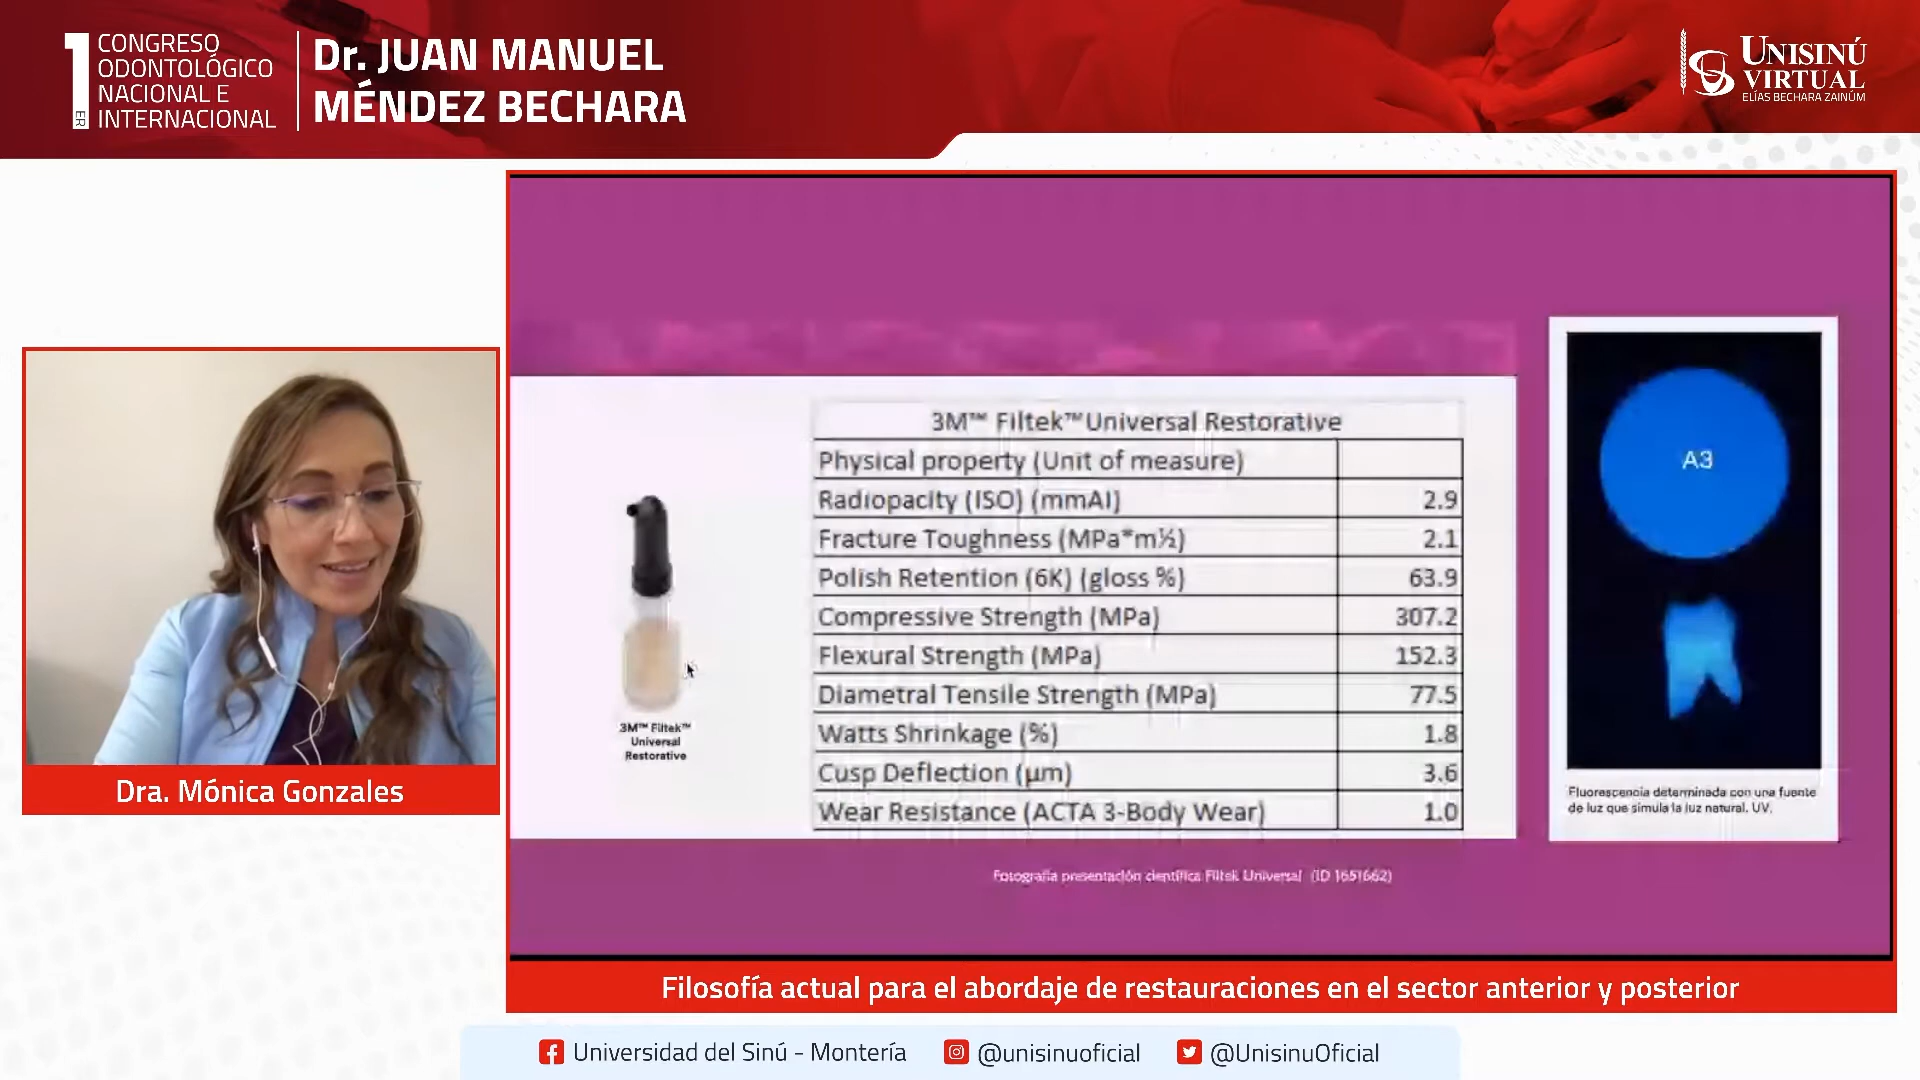 1ER
CONGRESO
ODONTOLÓGICO
NACIONAL E
INTERNACIONAL
Dr. JUAN MANUEL
MÉNDEZ BECHARA
UNISINÚ
VIRTUAL
ELÍAS BECHARA ZAINÚM
Dra. Mónica Gonzales
3M™ Filtek™
Universal
Restorative
3M™ Filtek™Universal Restorative
Physical property (Unit of measure)
Radiopacity (ISO) (mmAl) 2.9
Fracture Toughness (MPa*m½) 2.1
Polish Retention (6K) (gloss %) 63.9
Compressive Strength (MPa) 307.2
Flexural Strength (MPa) 152.3
Diametral Tensile Strength (MPa) 77.5
Watts Shrinkage (%) 1.8
Cusp Deflection (µm) 3.6
Wear Resistance (ACTA 3-Body Wear) 1.0
A3
Fluorescencia determinada con una fuente
de luz que simula la luz natural. UV.
Fotografía presentación científica Filtek Universal (ID 1651662)
Filosofía actual para el abordaje de restauraciones en el sector anterior y posterior
Universidad del Sinú - Montería
@unisinuoficial
@UnisinuOficial